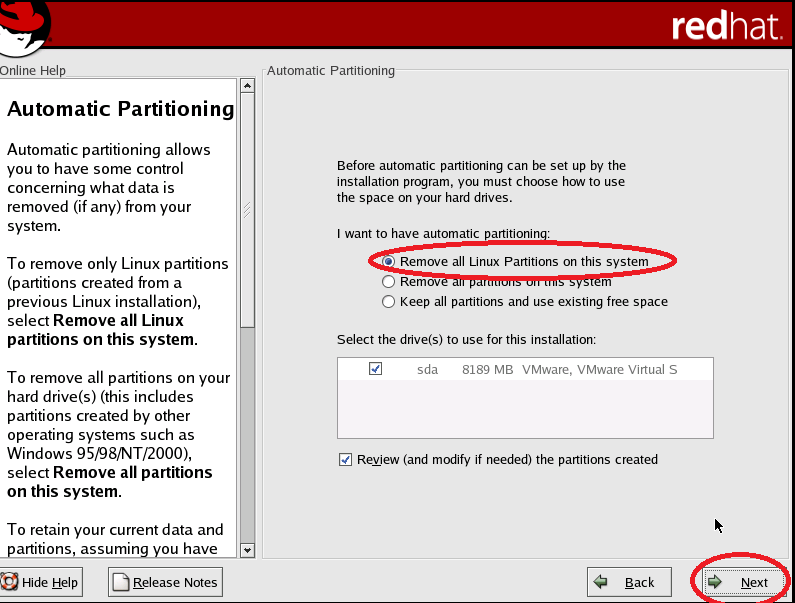 redhat.
Online Help
Automatic Partitioning
Automatic partitioning allows
you to have some control
concerning what data is
removed (if any) from your
system.
To remove only Linux partitions
(partitions created from a
previous Linux installation),
select Remove all Linux
partitions on this system.
To remove all partitions on your
hard drive(s) (this includes
partitions created by other
operating systems such as
Windows 95/98/NT/2000),
select Remove all partitions
on this system.
To retain your current data and
partitions, assuming you have
Automatic Partitioning
Before automatic partitioning can be set up by the
installation program, you must choose how to use
the space on your hard drives.
I want to have automatic partitioning:
Remove all Linux Partitions on this system
Remove all partitions on this system
Keep all partitions and use existing free space
Select the drive(s) to use for this installation:
sda 8189 MB VMware, VMware Virtual S
Review (and modify if needed) the partitions created
Hide Help
Release Notes
Back
Next